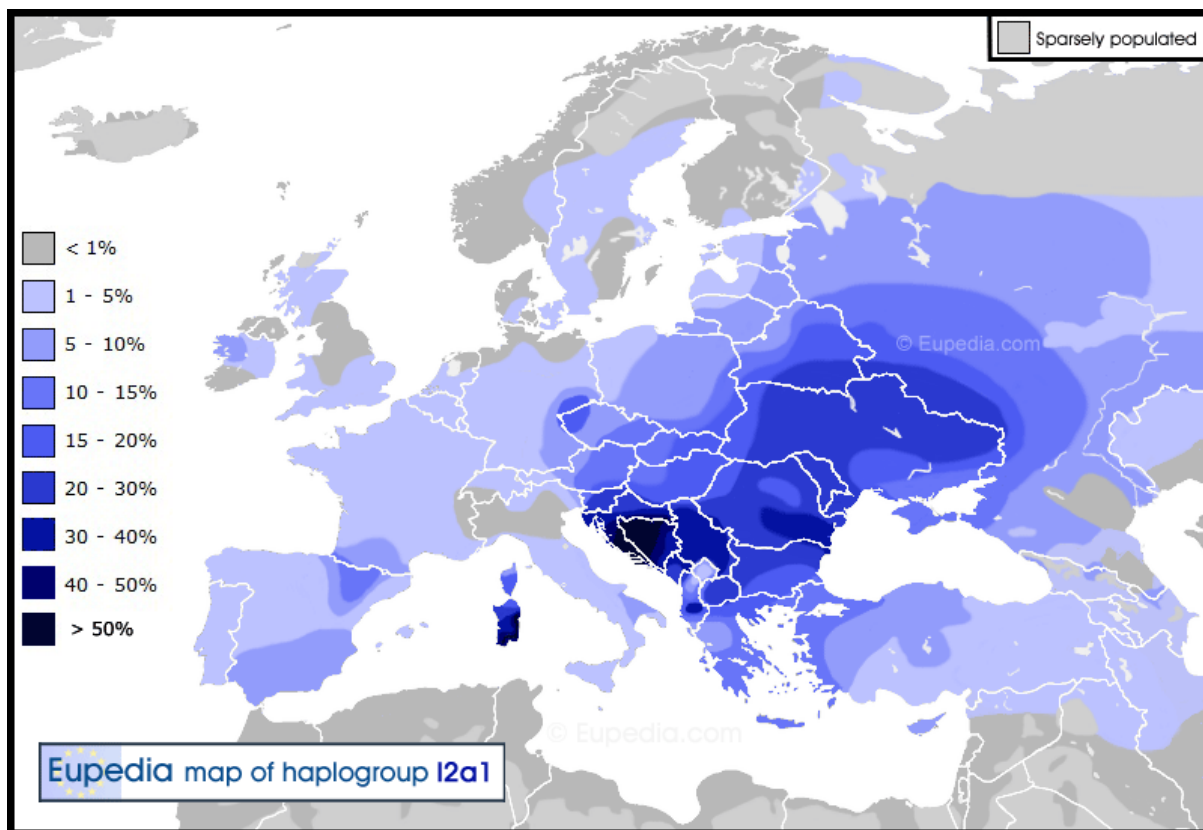 Sparsely populated
< 1%
1 - 5%
5 - 10%
10 - 15%
15 - 20%
20 - 30%
30 - 40%
40 - 50%
> 50%
© Eupedia.com
© Eupedia.com
Eupedia map of haplogroup I2a1